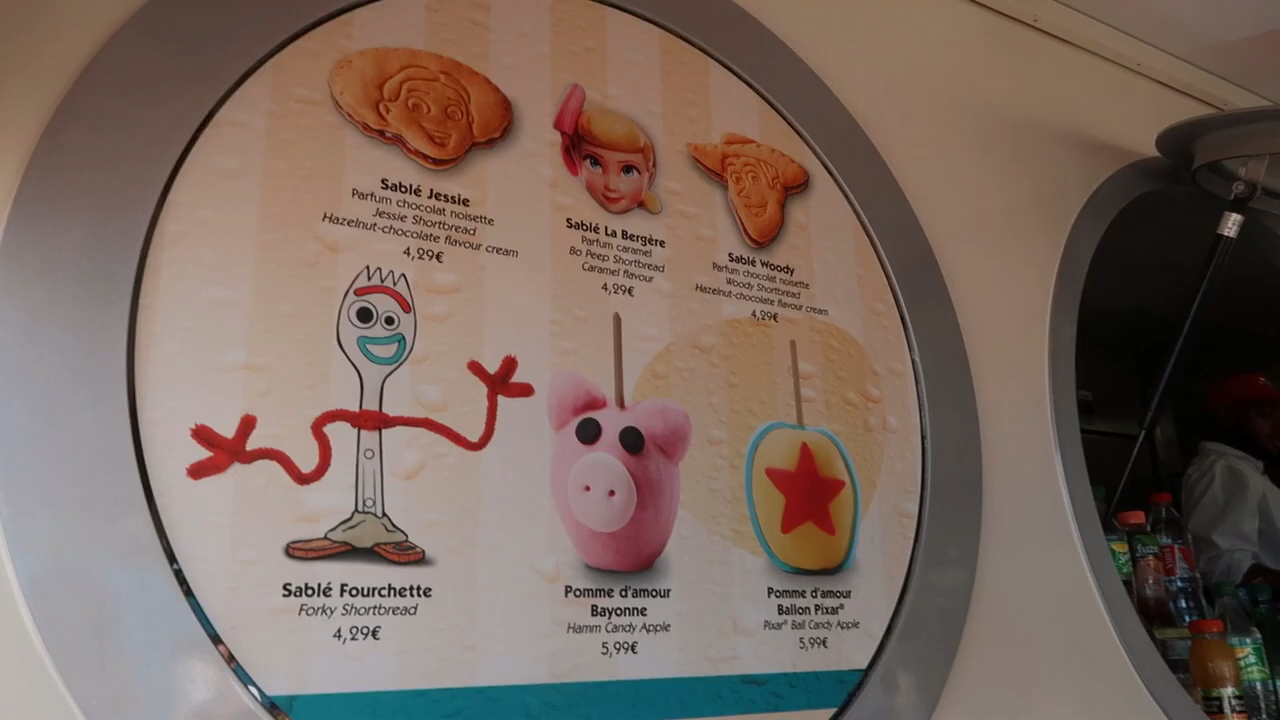 Sablé Jessie
Parfum chocolat noisette
Jessie Shortbread
Hazelnut-chocolate flavour cream
4,29€
Sablé La Bergère
Parfum caramel
Bo Peep Shortbread
Caramel flavour
4,29€
Sablé Woody
Parfum chocolat noisette
Woody Shortbread
Hazelnut-chocolate flavour cream
4,29€
Sablé Fourchette
Forky Shortbread
4,29€
Pomme d'amour
Bayonne
Hamm Candy Apple
5,99€
Pomme d'amour
Ballon Pixar®
Pixar® Ball Candy Apple
5,99€
fuze